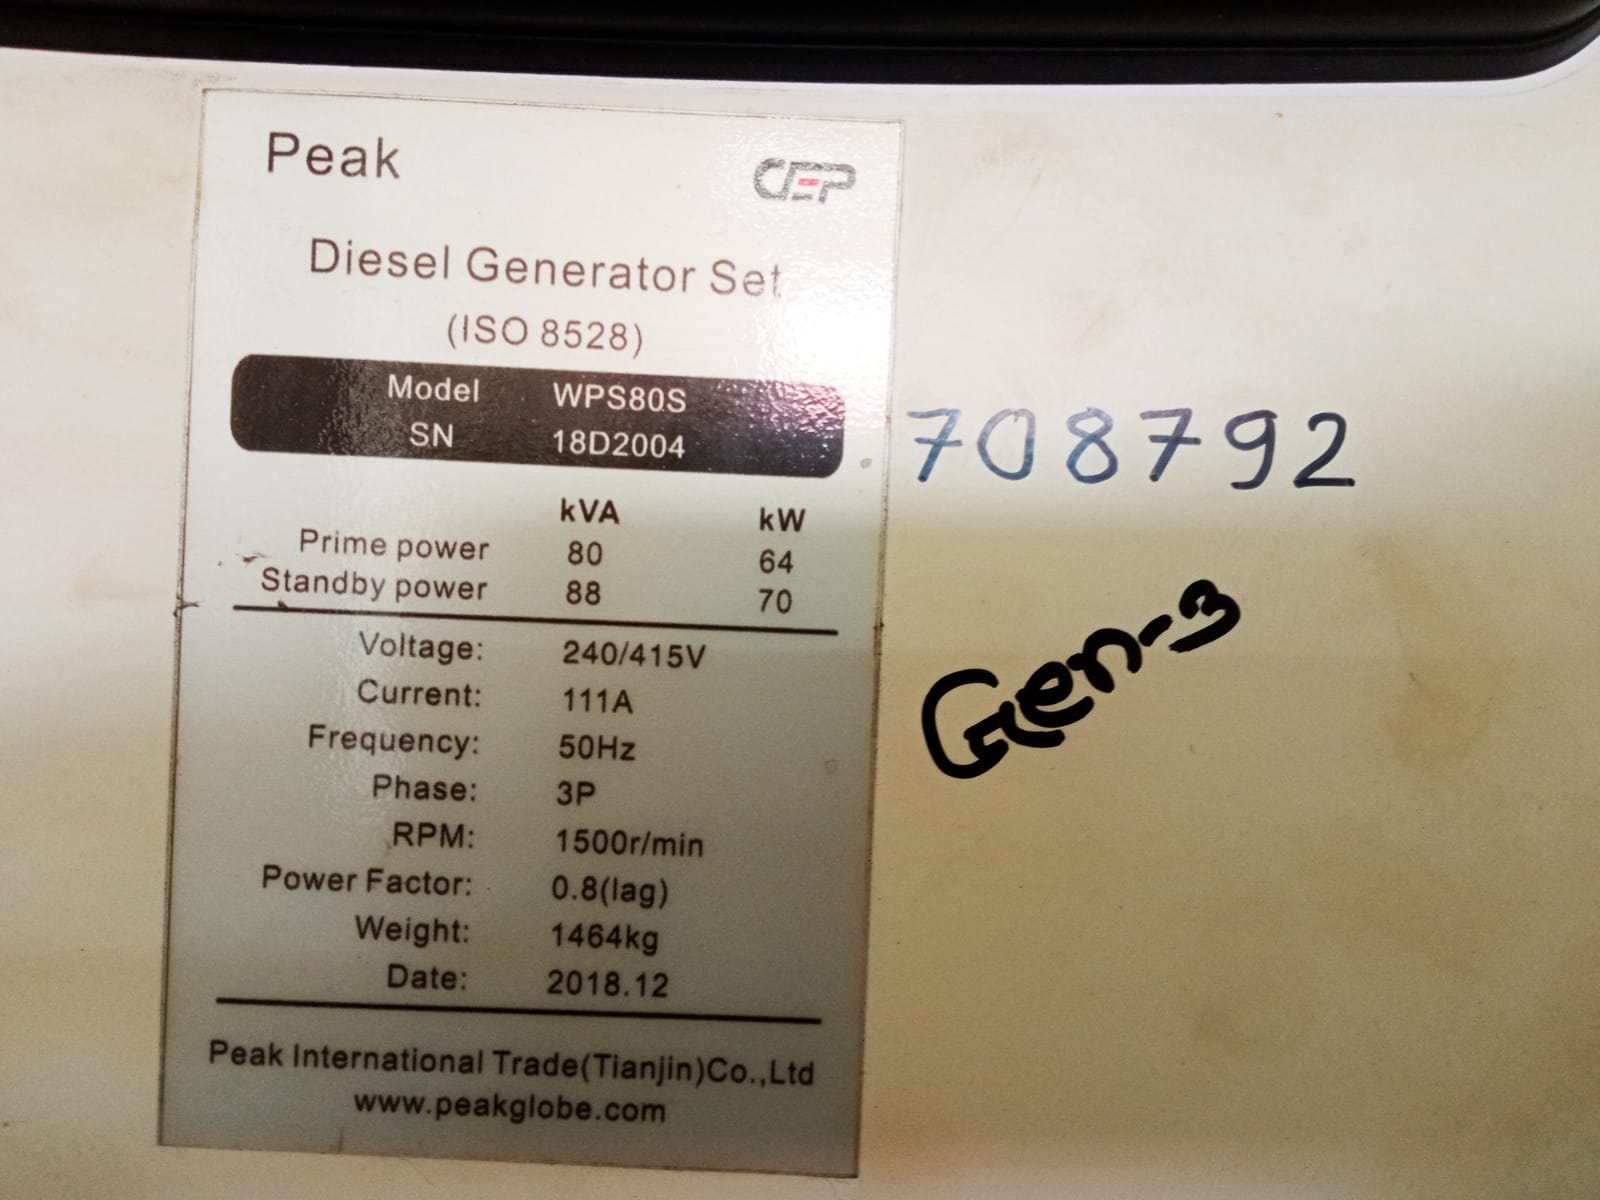 Peak
CEP
Diesel Generator Set
(ISO 8528)
Model WPS80S
SN 18D2004
708792
kVA kW
Prime power 80 64
Standby power 88 70
Gen-3
Voltage: 240/415V
Current: 111A
Frequency: 50Hz
Phase: 3P
RPM: 1500r/min
Power Factor: 0.8(lag)
Weight: 1464kg
Date: 2018.12
Peak International Trade(Tianjin)Co.,Ltd
www.peakglobe.com